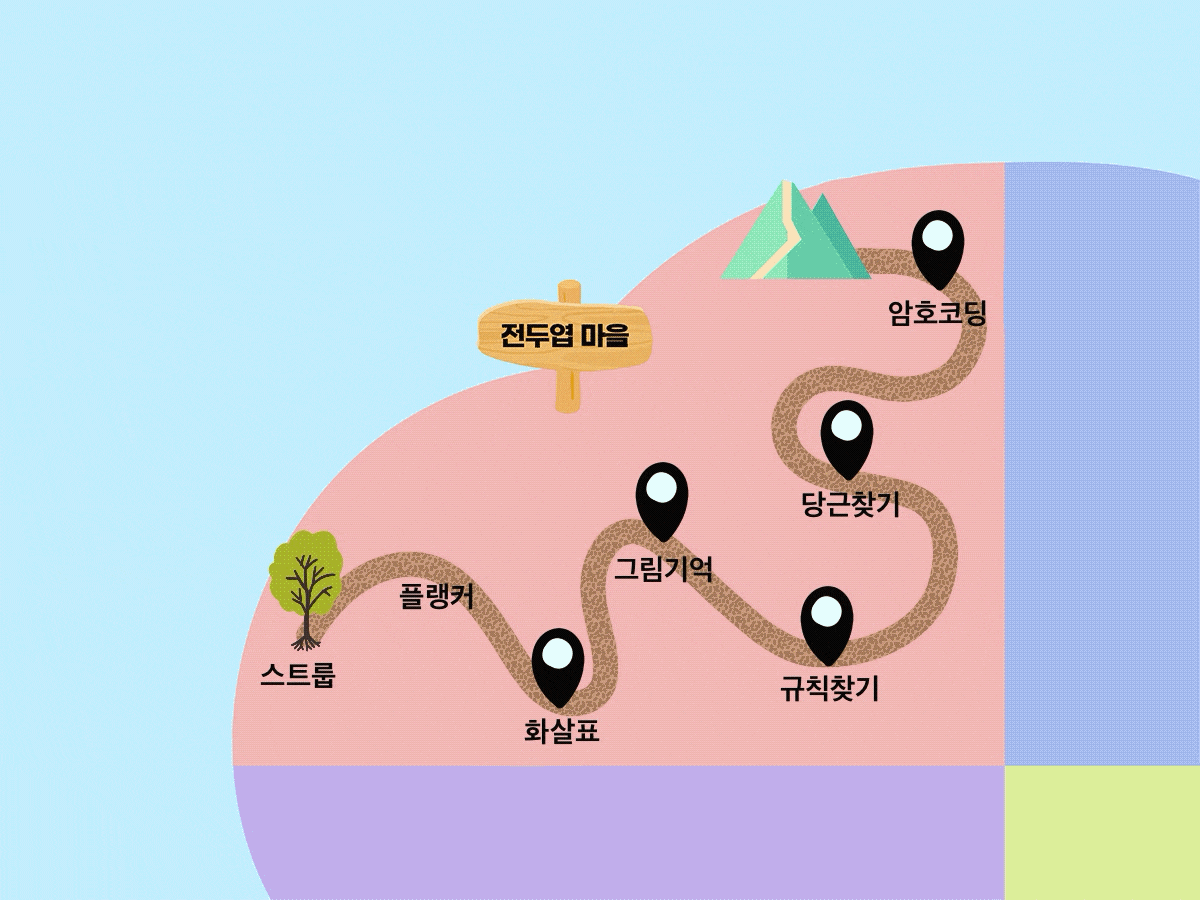 암호코딩
전두엽 마을
당근찾기
그림기억
플랭커
스트룹
규칙찾기
화살표